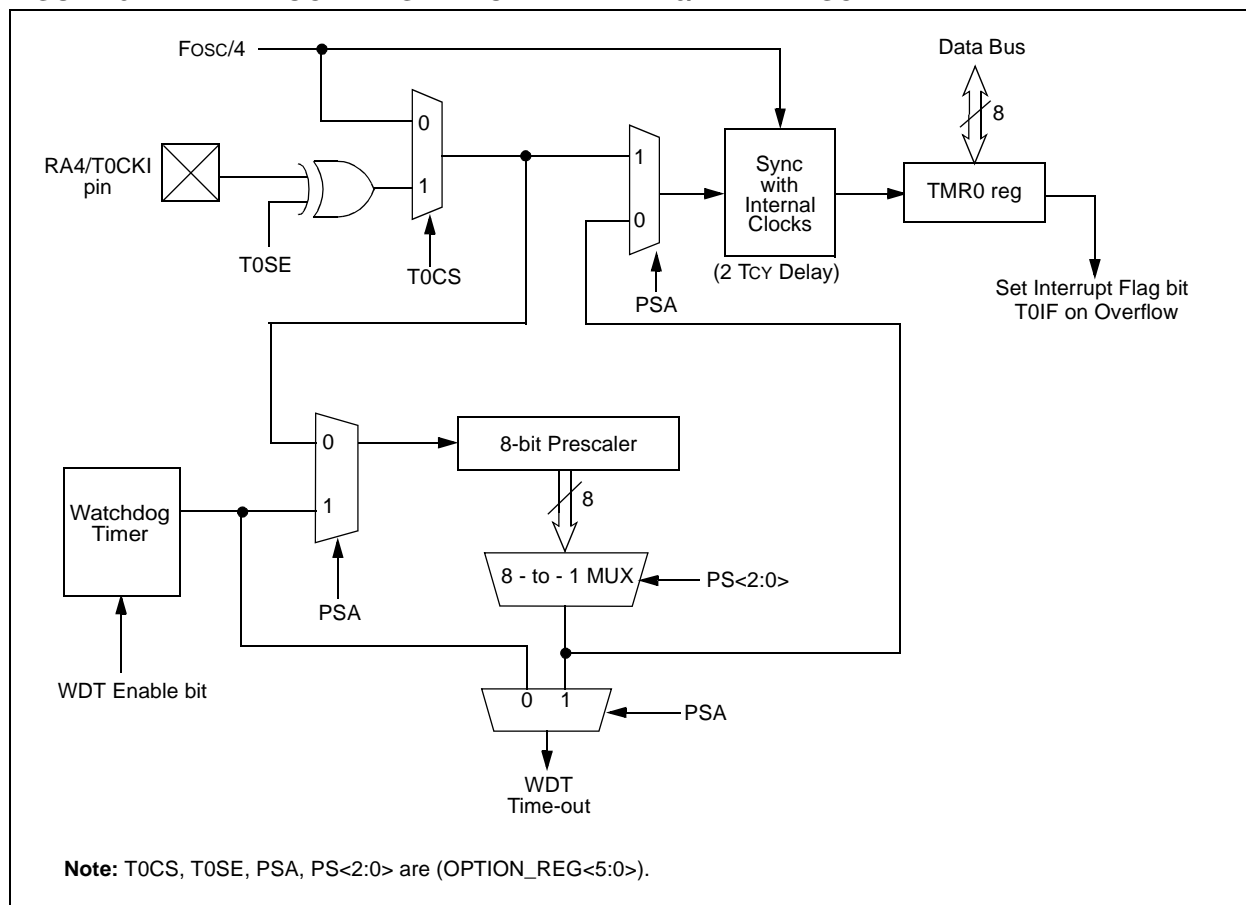 FOSC/4
Data Bus
8
0
1
RA4/T0CKI
pin
1
0
Sync
with
Internal
Clocks
TMR0 reg
T0SE
T0CS
(2 TCY Delay)
PSA
Set Interrupt Flag bit
T0IF on Overflow
0
1
8-bit Prescaler
8
Watchdog
Timer
8 - to - 1 MUX
PS<2:0>
PSA
WDT Enable bit
0
1
PSA
WDT
Time-out
Note: T0CS, T0SE, PSA, PS<2:0> are (OPTION_REG<5:0>).